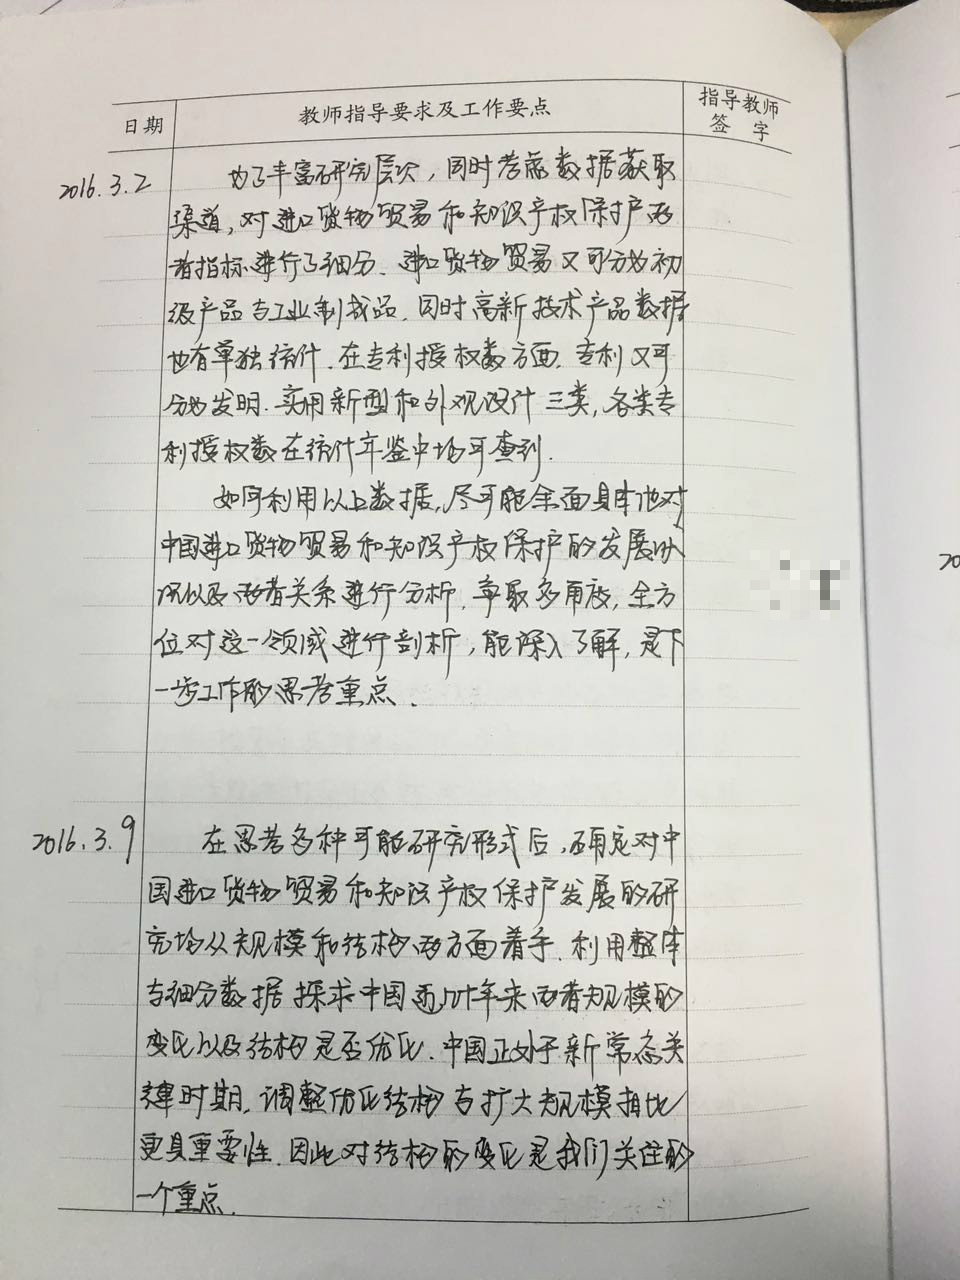 日期 教师指导要求及工作要点 指导教师
签 字
2016.3.2 为了丰富研究层次，同时考虑数据获取
渠道，对进口货物贸易和知识产权保护两
者指标进行了细分．进口货物贸易又可分为初
级产品与工业制成品．同时高新技术产品数据
也有单独统计．在专利授权数方面．专利又可
分为发明．实用新型和外观设计三类，各类专
利授权数在统计年鉴中均可查到．
如何利用以上数据，尽可能全面具体地对
中国进口货物贸易和知识产权保护的发展状
况以及两者关系进行分析．争取多角度，全方
位对这一领域进行剖析，能深入了解，是下
一步工作的思考重点．
2016.3.9 在思考多种可能研究形式后，确定对中
国进口货物贸易和知识产权保护发展的研
究均从规模和结构两方面着手．利用整体
与细分数据探求中国近几十年来两者规模的
变化以及结构是否优化．中国正处于新常态关
键时期，调整优化结构与扩大规模相比
更具重要性．因此对结构的变化是我们关注的
一个重点．
20